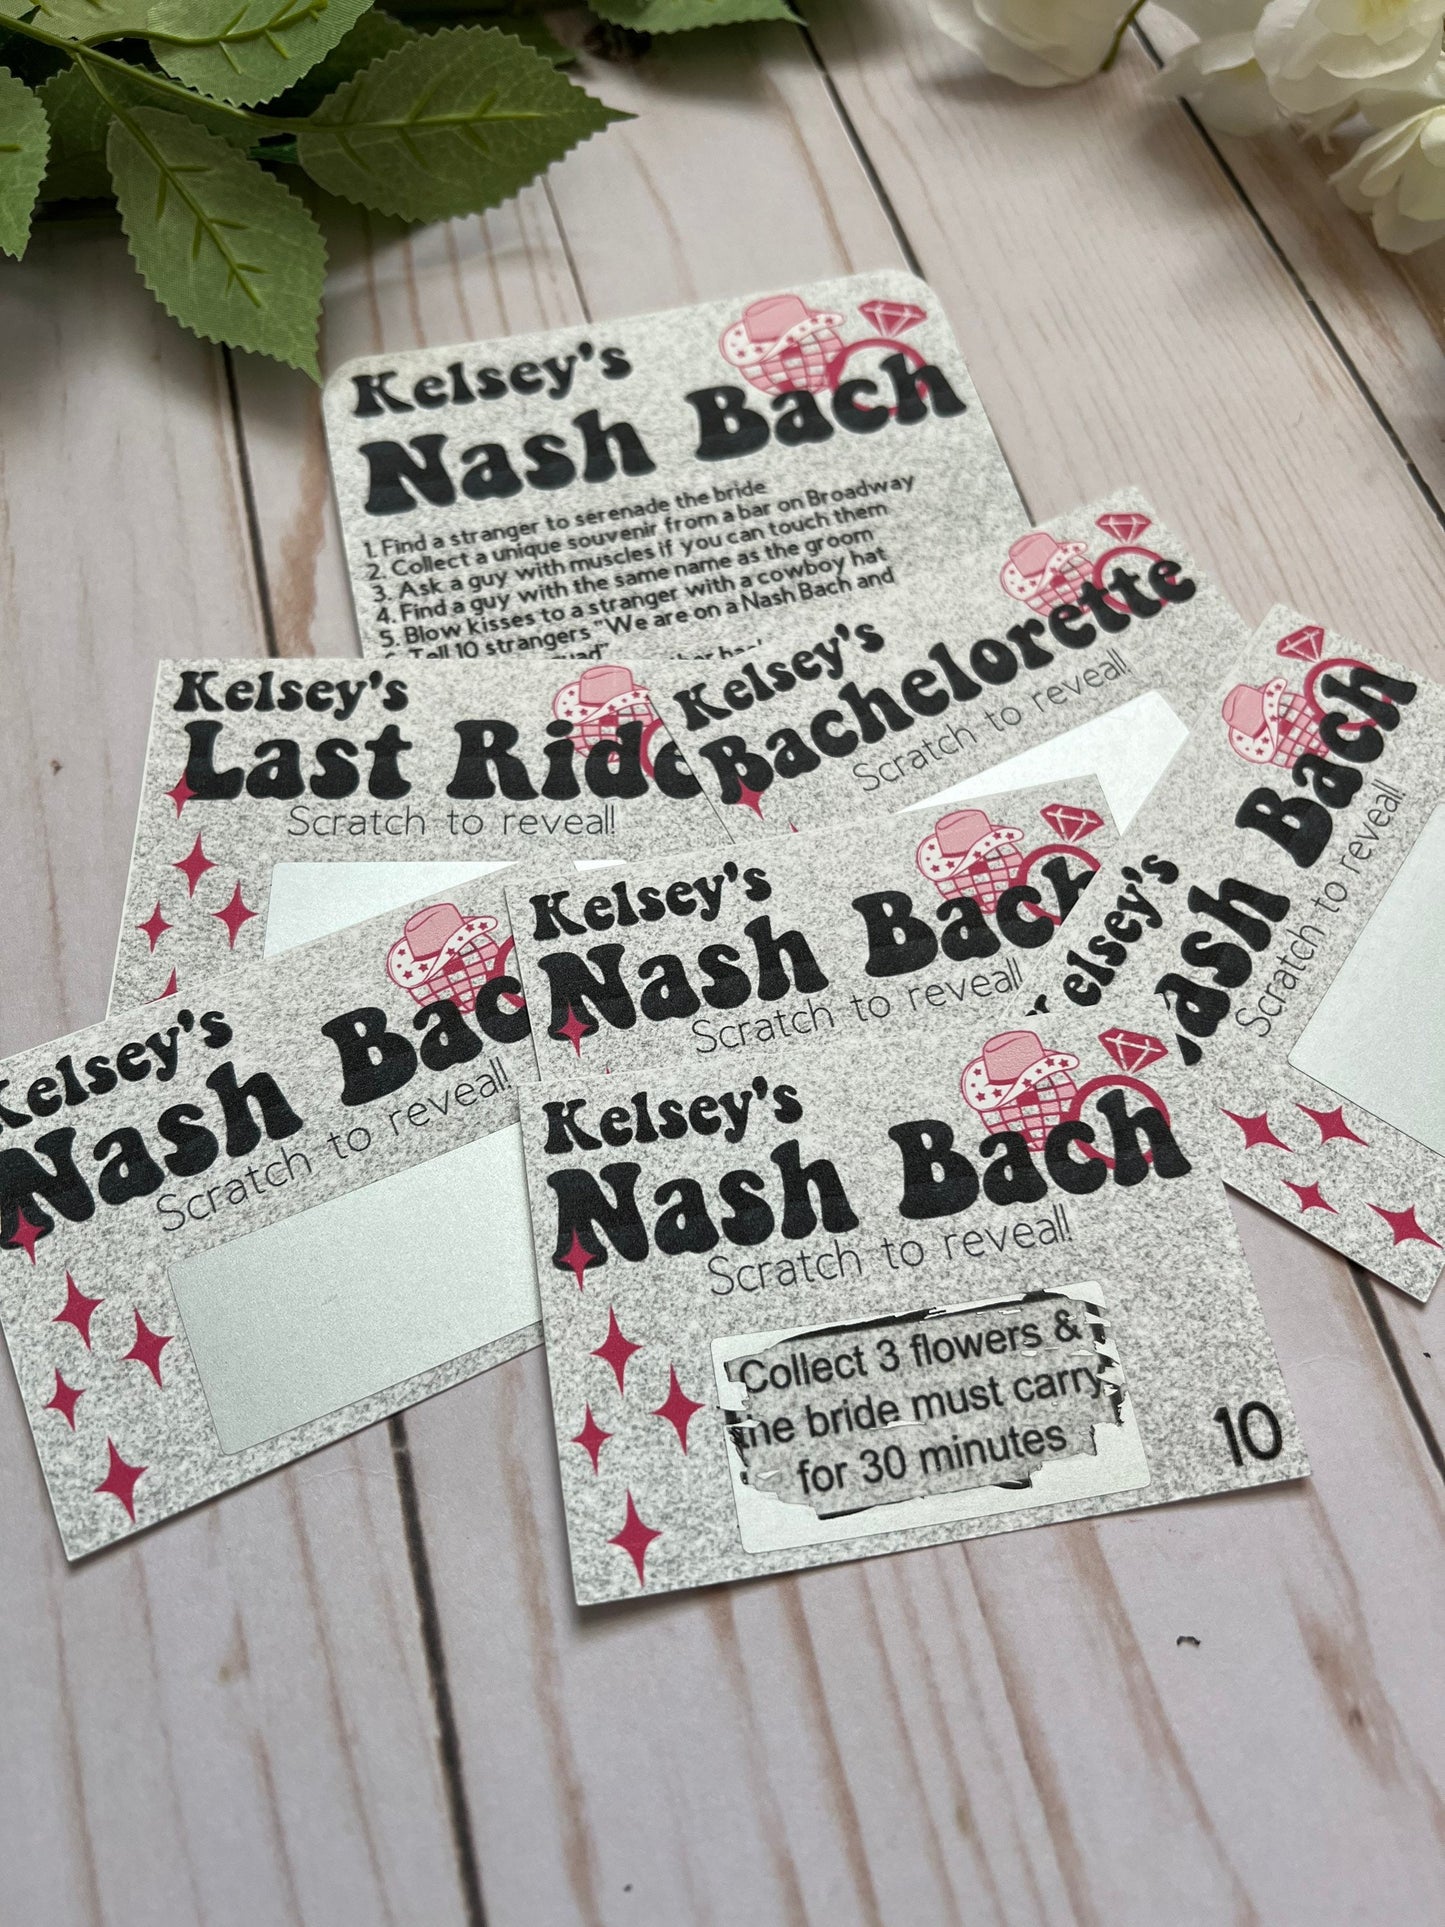 Kelsey's
Nash Bach
1. Find a stranger to serenade the bride
2. Collect a unique souvenir from a bar on Broadway
3. Ask a guy with muscles if you can touch them
4. Find a guy with the same name as the groom
5. Blow kisses to a stranger with a cowboy hat
Tell 10 strangers "We are on a Nash Bach and
Kelsey's
Last Ride
Scratch to reveal!
Kelsey's
Bachelorette
Scratch to reveal!
Kelsey's
Nash Bach
Scratch to reveal!
elsey's
ash Bach
Scratch to reveal!
Kelsey's
Nash Bac
Scratch to reveal!
Kelsey's
Nash Bach
Scratch to reveal!
Collect 3 flowers &
the bride must carry
for 30 minutes
10